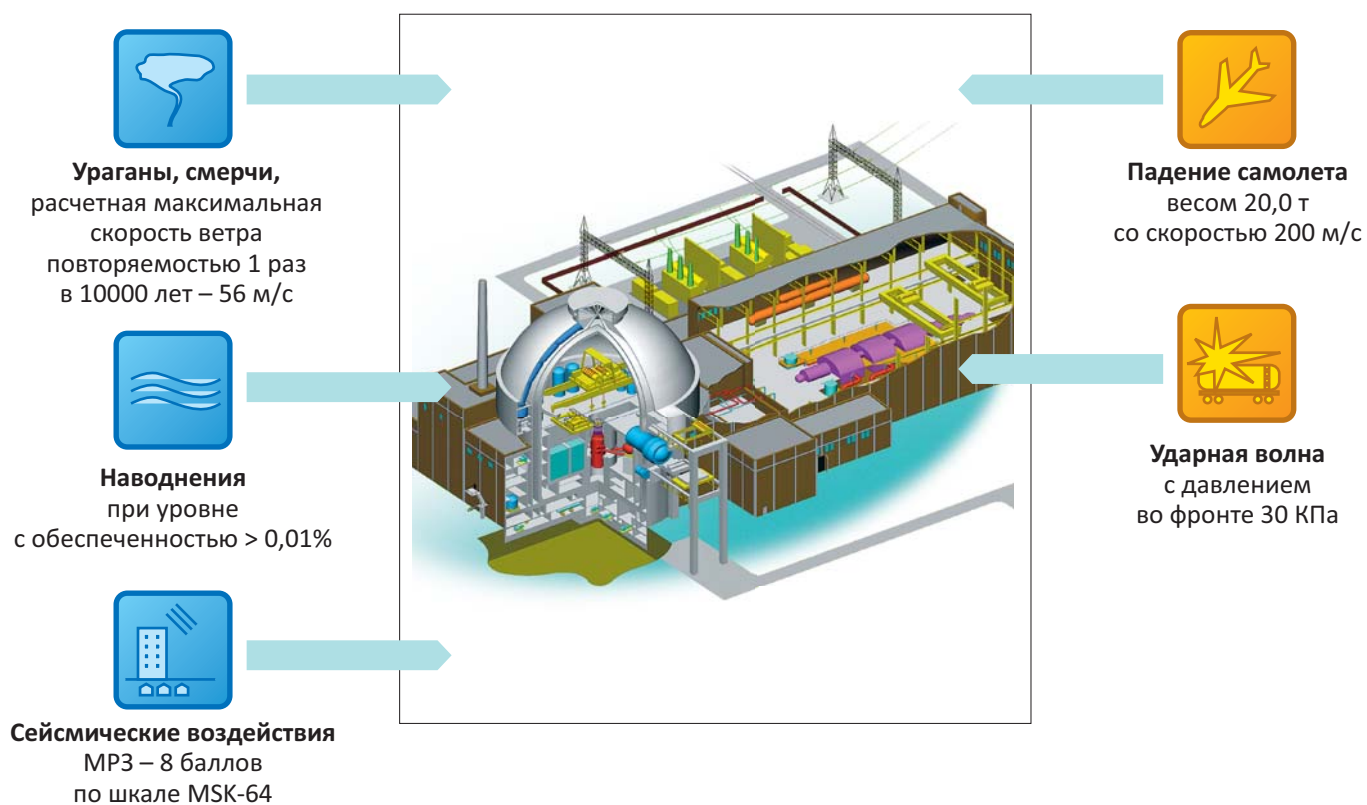 Ураганы, смерчи,
расчетная максимальная
скорость ветра
повторяемостью 1 раз
в 10000 лет – 56 м/с
Наводнения
при уровне
с обеспеченностью > 0,01%
Сейсмические воздействия
МРЗ – 8 баллов
по шкале MSK-64
Падение самолета
весом 20,0 т
со скоростью 200 м/с
Ударная волна
с давлением
во фронте 30 КПа